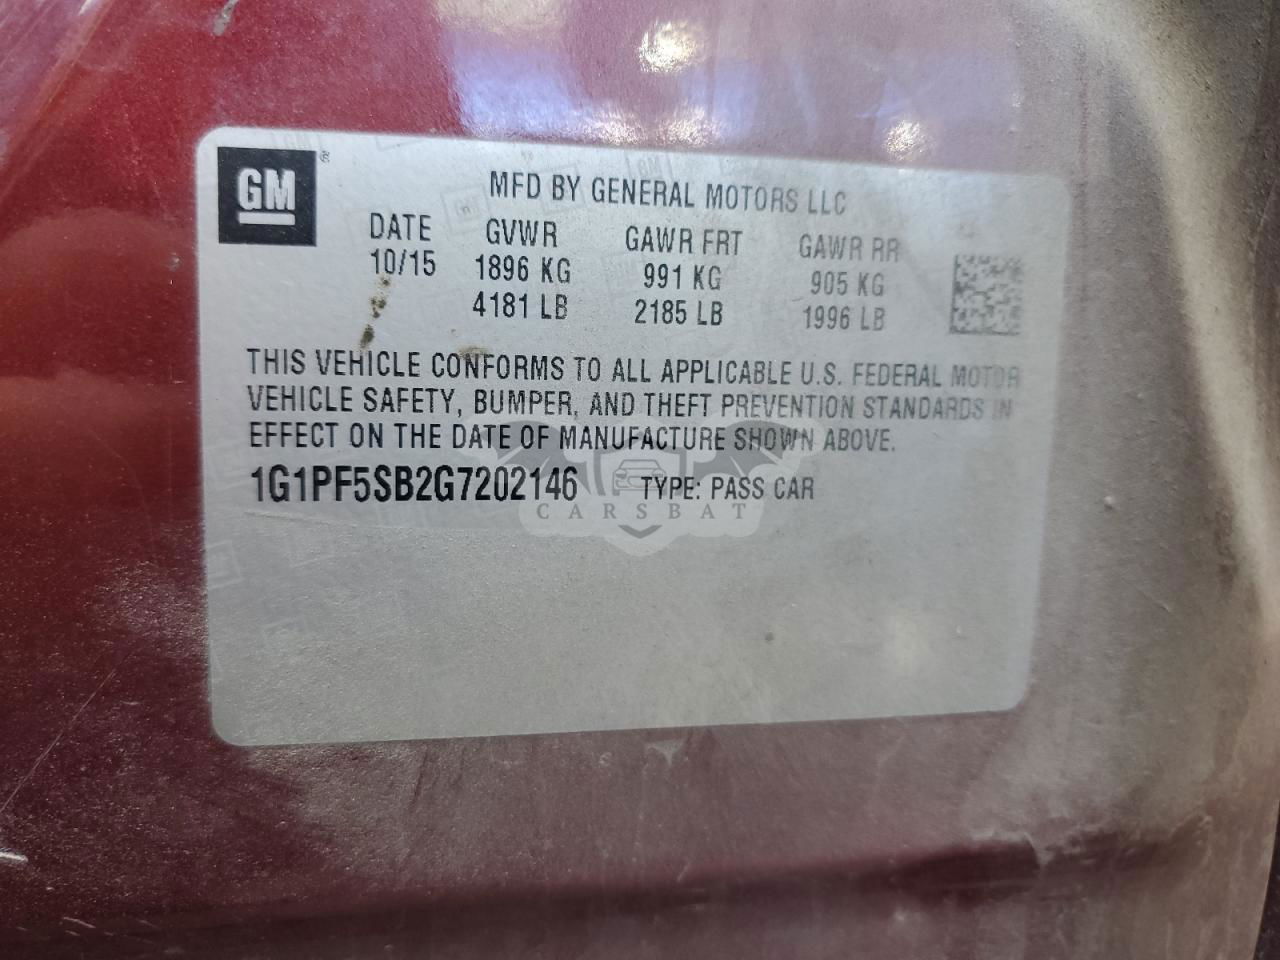 GM
MFD BY GENERAL MOTORS LLC
DATE GVWR GAWR FRT GAWR RR
10/15 1896 KG 991 KG 905 KG
4181 LB 2185 LB 1996 LB
THIS VEHICLE CONFORMS TO ALL APPLICABLE U.S. FEDERAL MOTOR
VEHICLE SAFETY, BUMPER, AND THEFT PREVENTION STANDARDS IN
EFFECT ON THE DATE OF MANUFACTURE SHOWN ABOVE.
1G1PF5SB2G7202146 TYPE: PASS CAR
CARSBAT